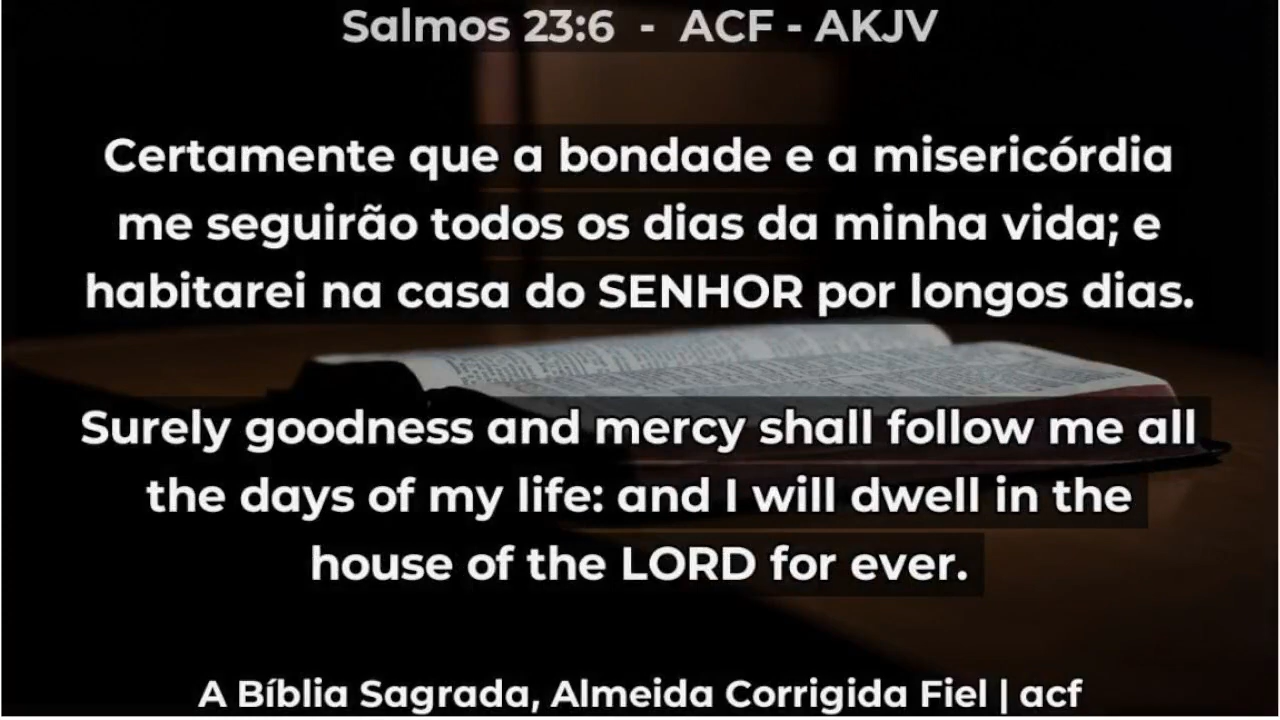 Salmos 23:6 - ACF - AKJV
Certamente que a bondade e a misericórdia
me seguirão todos os dias da minha vida; e
habitarei na casa do SENHOR por longos dias.
Surely goodness and mercy shall follow me all
the days of my life: and I will dwell in the
house of the LORD for ever.
A Bíblia Sagrada, Almeida Corrigida Fiel | acf